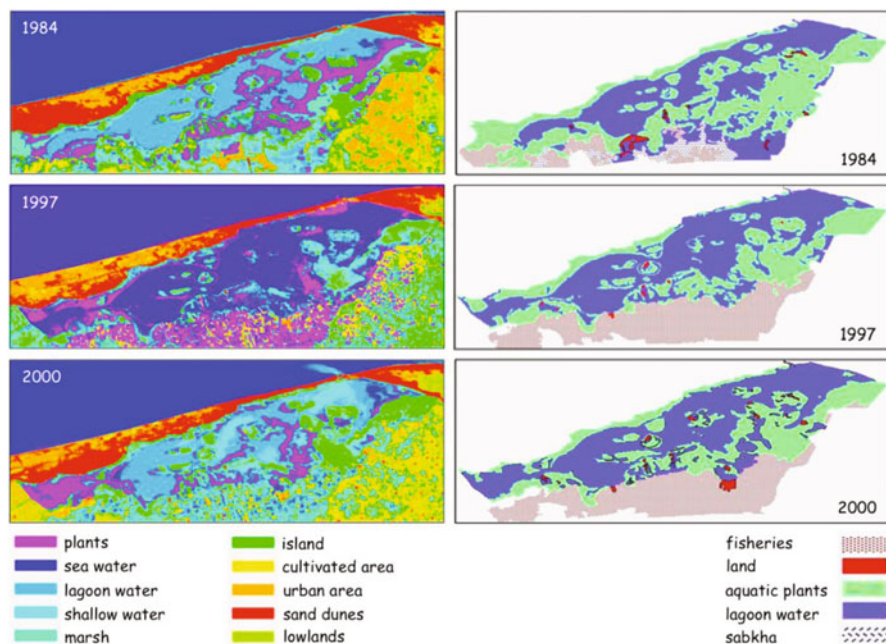 1984
1984
1997
1997
2000
2000
plants
sea water
lagoon water
shallow water
marsh
island
cultivated area
urban area
sand dunes
lowlands
fisheries
land
aquatic plants
lagoon water
sabkha